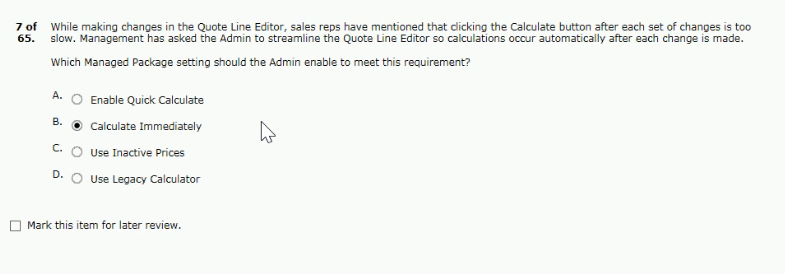 7 of While making changes in the Quote Line Editor, sales reps have mentioned that clicking the Calculate button after each set of changes is too
65. slow. Management has asked the Admin to streamline the Quote Line Editor so calculations occur automatically after each change is made.
Which Managed Package setting should the Admin enable to meet this requirement?
A. Enable Quick Calculate
B. Calculate Immediately
C. Use Inactive Prices
D. Use Legacy Calculator
Mark this item for later review.